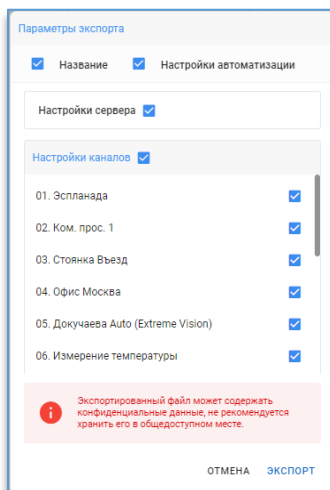 Параметры экспорта
Название Настройки автоматизации
Настройки сервера
Настройки каналов
01. Эспланада
02. Ком. прос. 1
03. Стоянка Въезд
04. Офис Москва
05. Докучаева Auto (Extreme Vision)
06. Измерение температуры
Экспортированный файл может содержать
конфиденциальные данные, не рекомендуется
хранить его в общедоступном месте.
ОТМЕНА ЭКСПОРТ